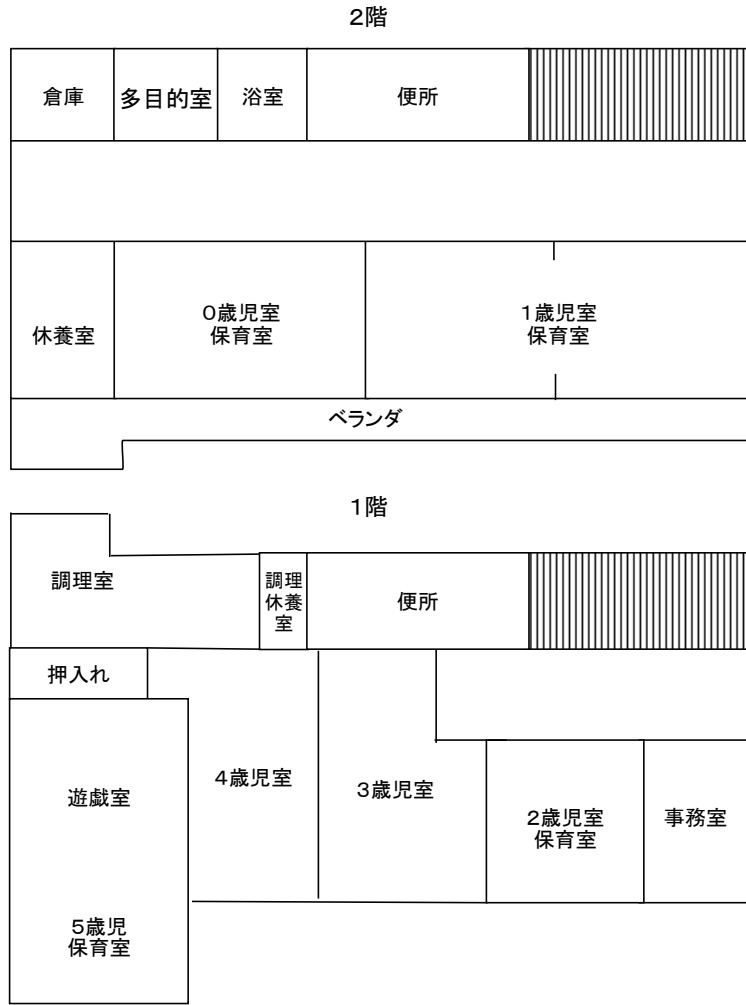 ２階
倉庫
多目的室
浴室
便所
休養室
０歳児室
保育室
１歳児室
保育室
ベランダ
１階
調理室
調理
休養
室
便所
押入れ
遊戯室
４歳児室
３歳児室
２歳児室
保育室
事務室
５歳児
保育室